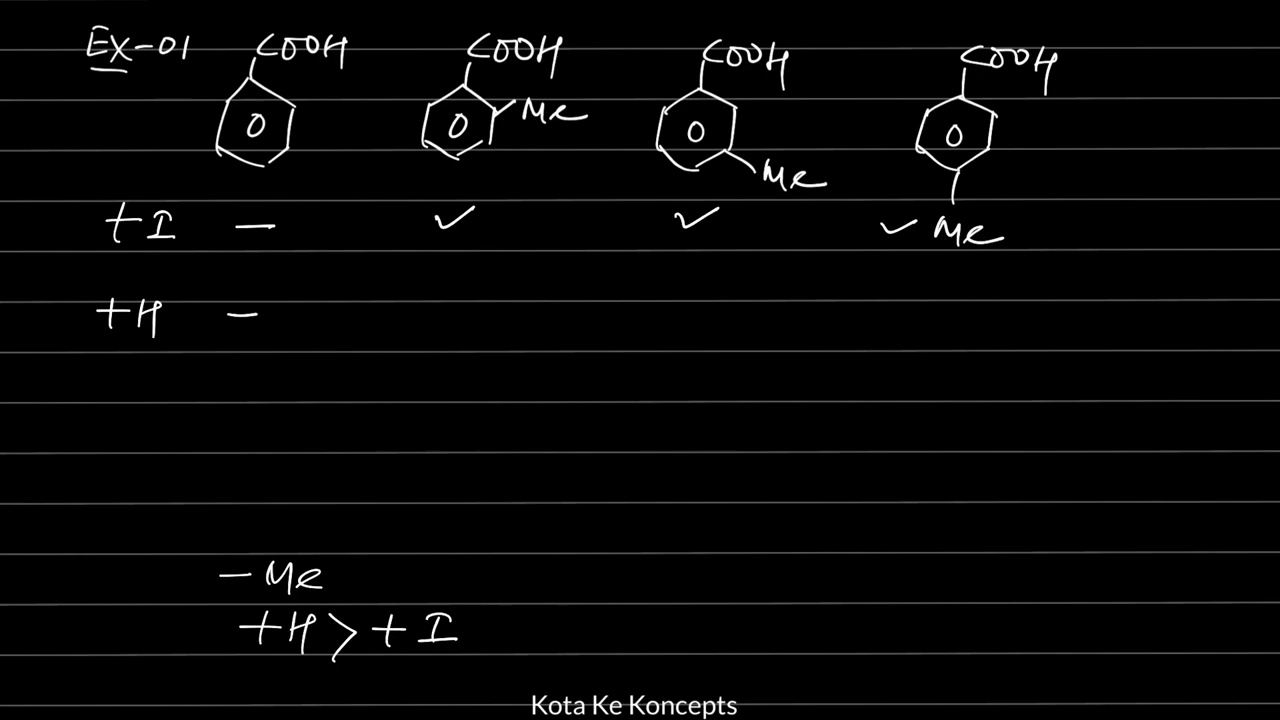 Ex-01 COOH COOH COOH COOH
Me
Me
+I - ✓ ✓ ✓ Me
+H -
- Me
+H > + I
Kota Ke Koncepts